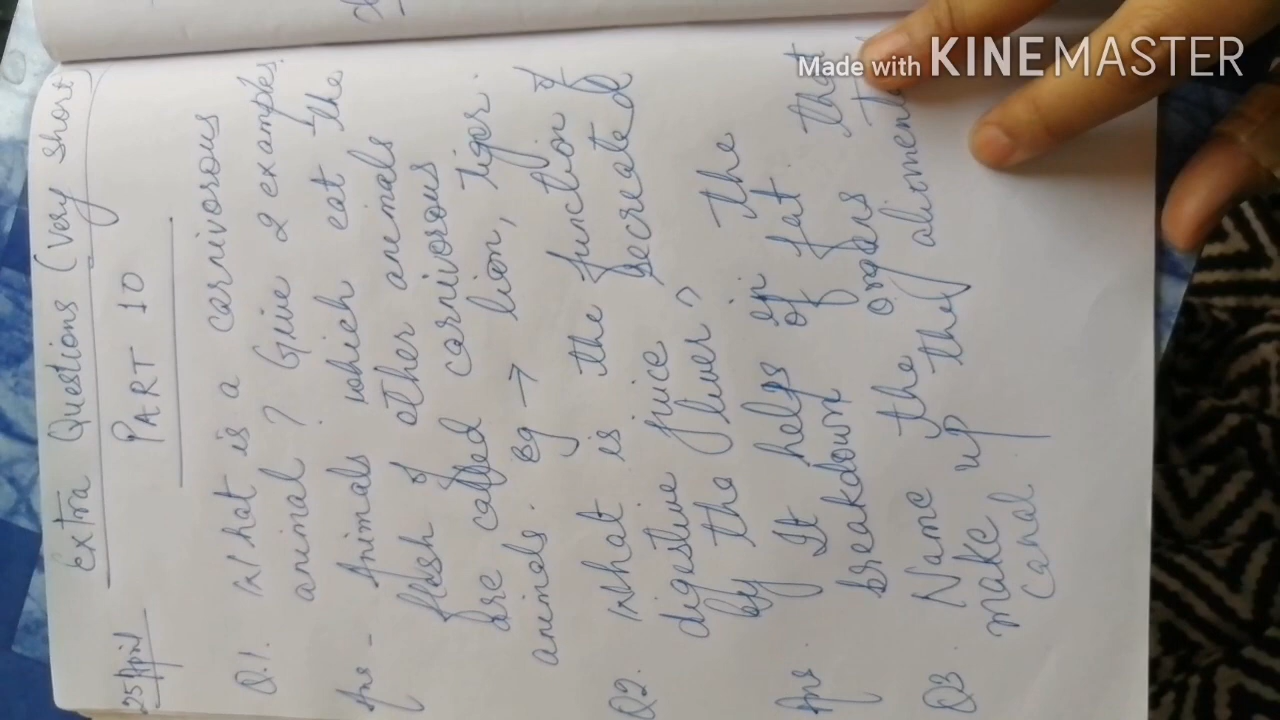 25 April
Extra Questions (Very Short)
PART 10
Q.1. What is a carnivorous
animal ? Give 2 examples.
Ans - Animals which eat the
flesh of other animals
are called carnivorous
animals. eg → lion, tiger.
Q2. What is the function of
digestive juice secreated
by the liver ?
Ans. It helps in the
breakdown of fat
Q3. Name the organs that
make up the alimentary
canal
Made with KINEMASTER